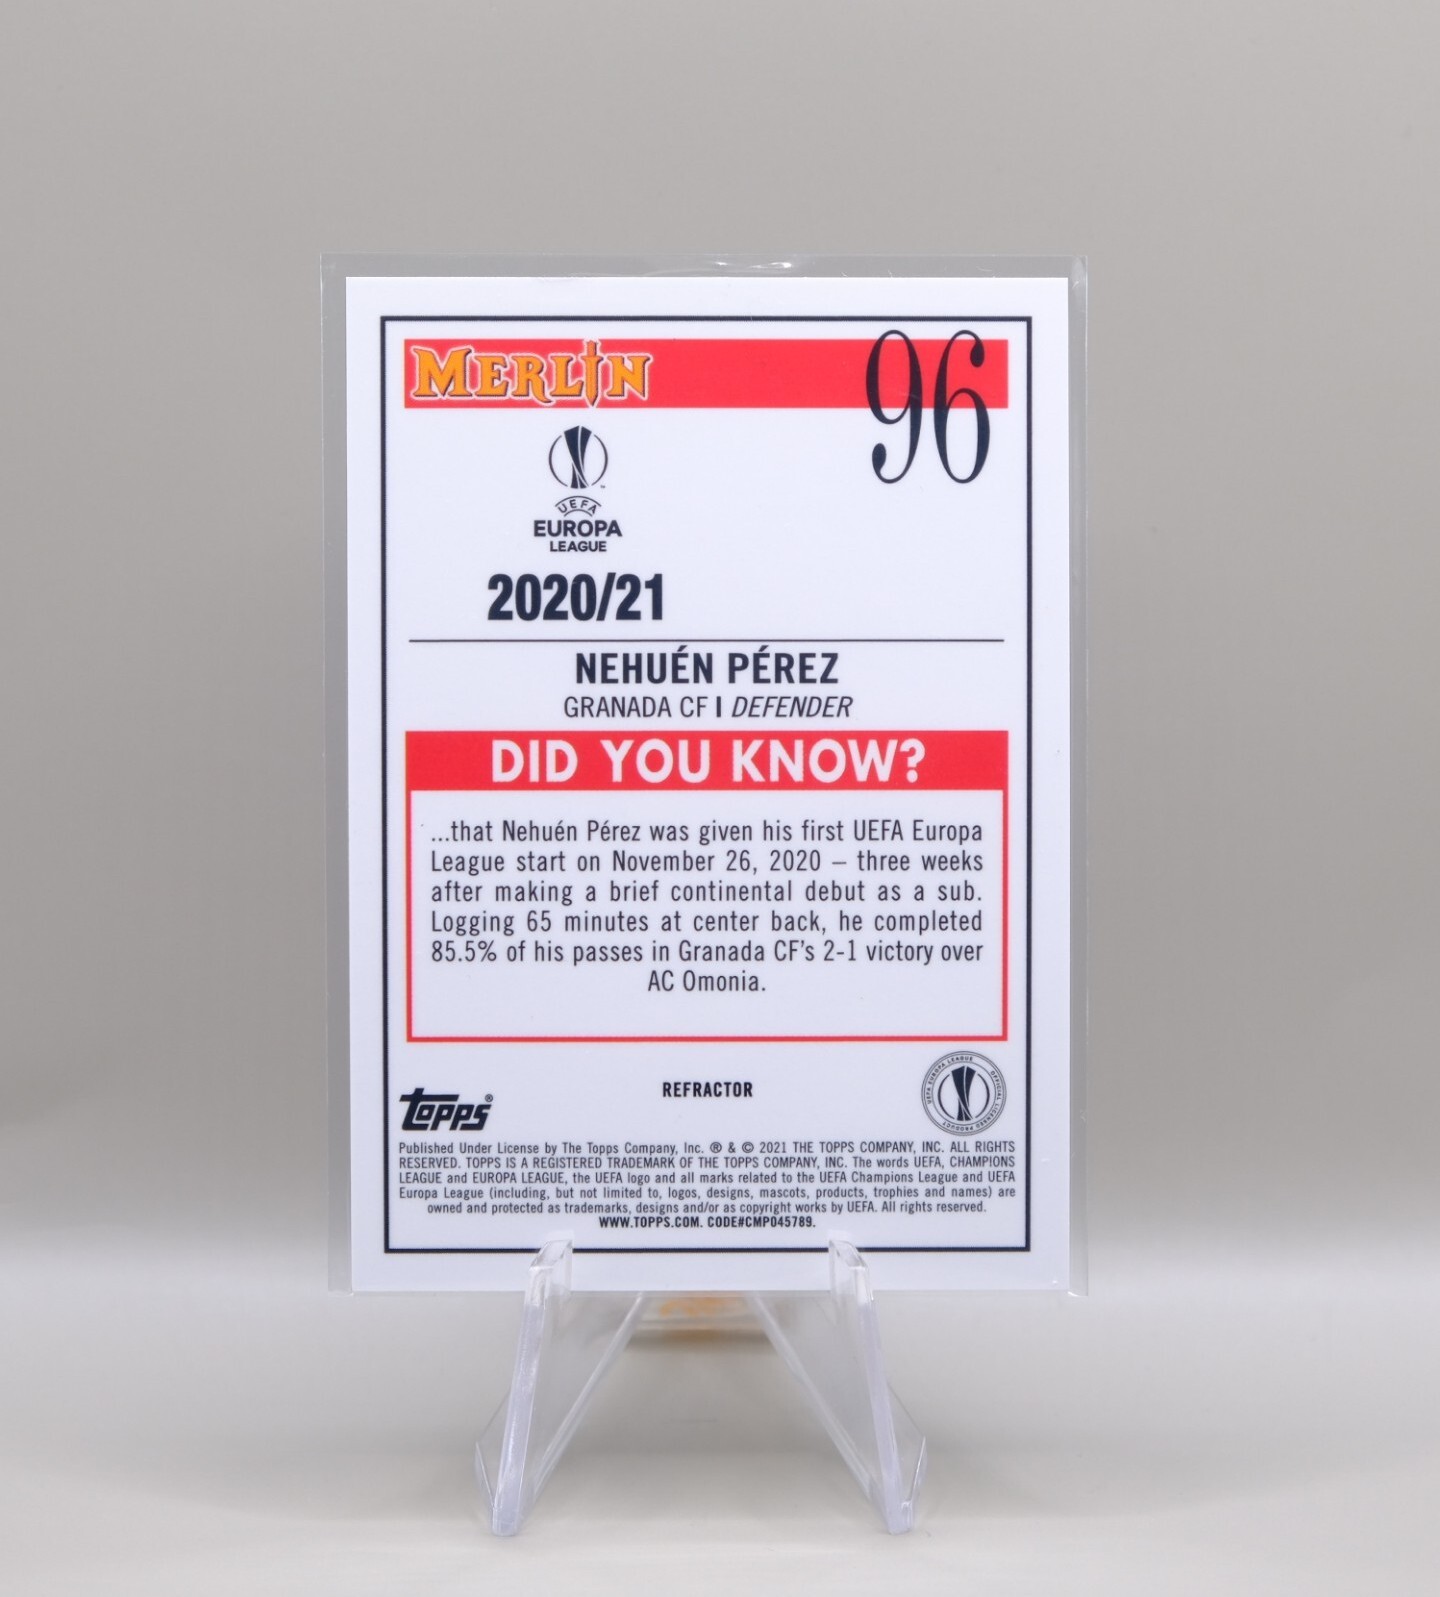 MERLIN
96
UEFA
EUROPA
LEAGUE
2020/21
NEHUÉN PÉREZ
GRANADA CF I DEFENDER
DID YOU KNOW?
...that Nehuén Pérez was given his first UEFA Europa
League start on November 26, 2020 – three weeks
after making a brief continental debut as a sub.
Logging 65 minutes at center back, he completed
85.5% of his passes in Granada CF's 2-1 victory over
AC Omonia.
REFRACTOR
topps®
UEFA EUROPA LEAGUE OFFICIAL LICENSED PRODUCT
Published Under License by The Topps Company, Inc. ® & © 2021 THE TOPPS COMPANY, INC. ALL RIGHTS
RESERVED. TOPPS IS A REGISTERED TRADEMARK OF THE TOPPS COMPANY, INC. The words UEFA, CHAMPIONS
LEAGUE and EUROPA LEAGUE, the UEFA logo and all marks related to the UEFA Champions League and UEFA
Europa League (including, but not limited to, logos, designs, mascots, products, trophies and names) are
owned and protected as trademarks, designs and/or as copyright works by UEFA. All rights reserved.
WWW.TOPPS.COM. CODE#CMP045789.